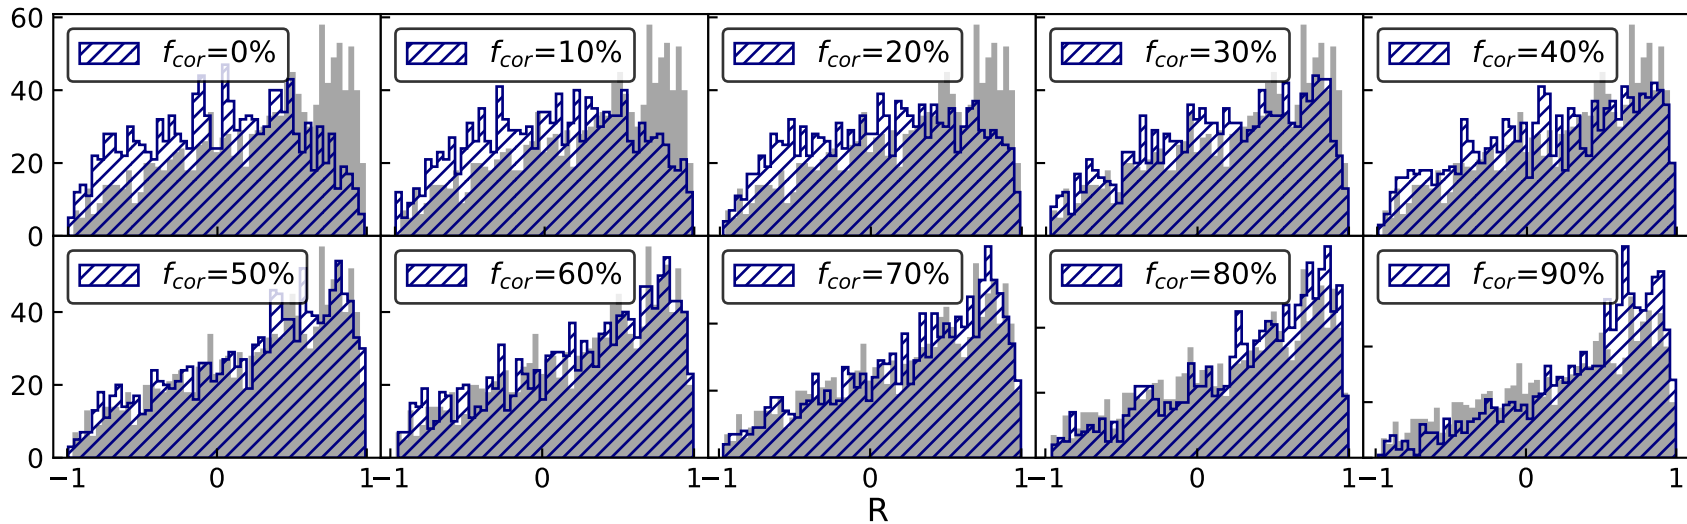 60
40
20
0
f_cor=0%
f_cor=10%
f_cor=20%
f_cor=30%
f_cor=40%
40
20
0
f_cor=50%
f_cor=60%
f_cor=70%
f_cor=80%
f_cor=90%
−1 0 1
−1 0 1
−1 0 1
−1 0 1
−1 0 1
R